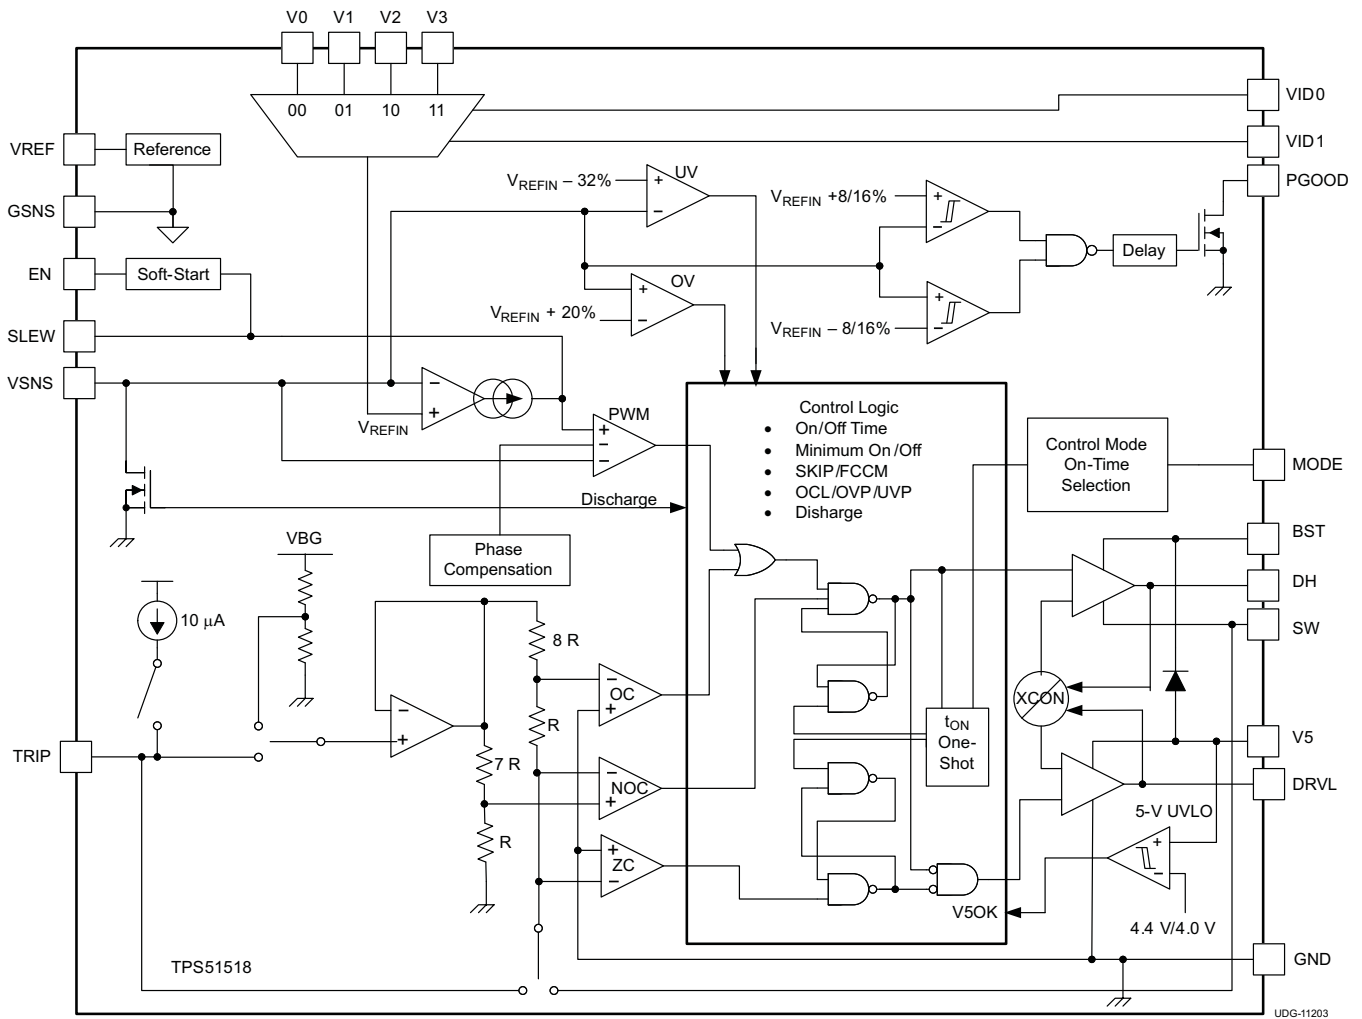 V0 V1 V2 V3
00 01 10 11
VID0
VID1
VREF
Reference
GSNS
EN
Soft-Start
SLEW
VSNS
VREFIN – 32%
+
UV
–
VREFIN +8/16%
+
–
PGOOD
Delay
+
OV
VREFIN + 20%
–
+
VREFIN – 8/16%
–
–
+
VREFIN
PWM
+
–
–
Control Logic
• On/Off Time
• Minimum On/Off
• SKIP/FCCM
• OCL/OVP/UVP
• Disharge
Control Mode
On-Time
Selection
MODE
Discharge
Phase
Compensation
VBG
10 µA
BST
DH
SW
8 R
–
OC
+
R
XCON
tON
One-
Shot
–
+
TRIP
7 R
–
NOC
+
V5
DRVL
5-V UVLO
R
+
ZC
–
+
–
V5OK
4.4 V/4.0 V
GND
TPS51518
UDG-11203